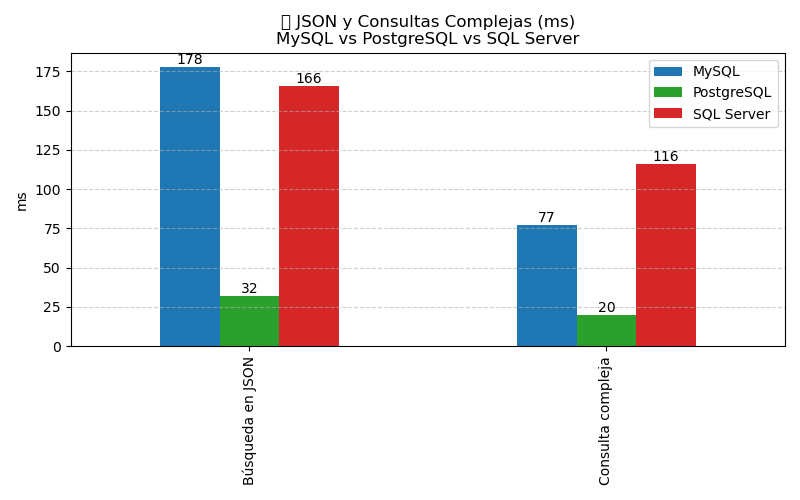 JSON y Consultas Complejas (ms)
MySQL vs PostgreSQL vs SQL Server
MySQL
PostgreSQL
SQL Server
ms
175
150
125
100
75
50
25
0
178
32
166
77
20
116
Búsqueda en JSON
Consulta compleja